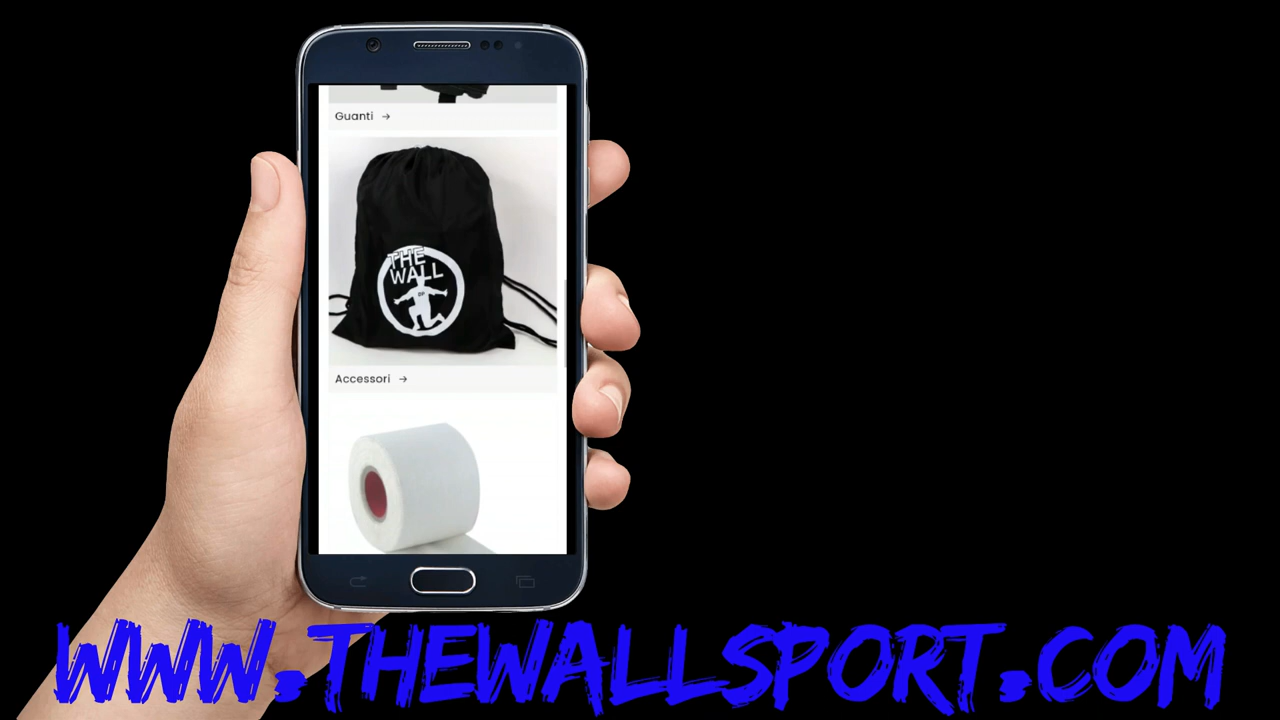 Guanti →
THE
WALL
Accessori →
WWW.THEWALLSPORT.COM